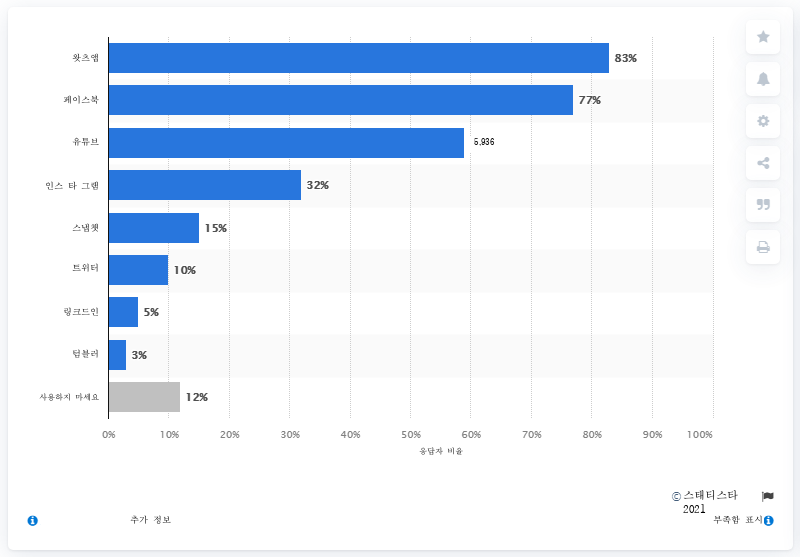 왓츠앱
83%
페이스북
77%
유튜브
5,936
인스 타 그램
32%
스냅챗
15%
트위터
10%
링크드인
5%
텀블러
3%
사용하지 마세요
12%
0% 10% 20% 30% 40% 50% 60% 70% 80% 90% 100%
응답자 비율
© 스태티스타
2021
추가 정보
부족함 표시